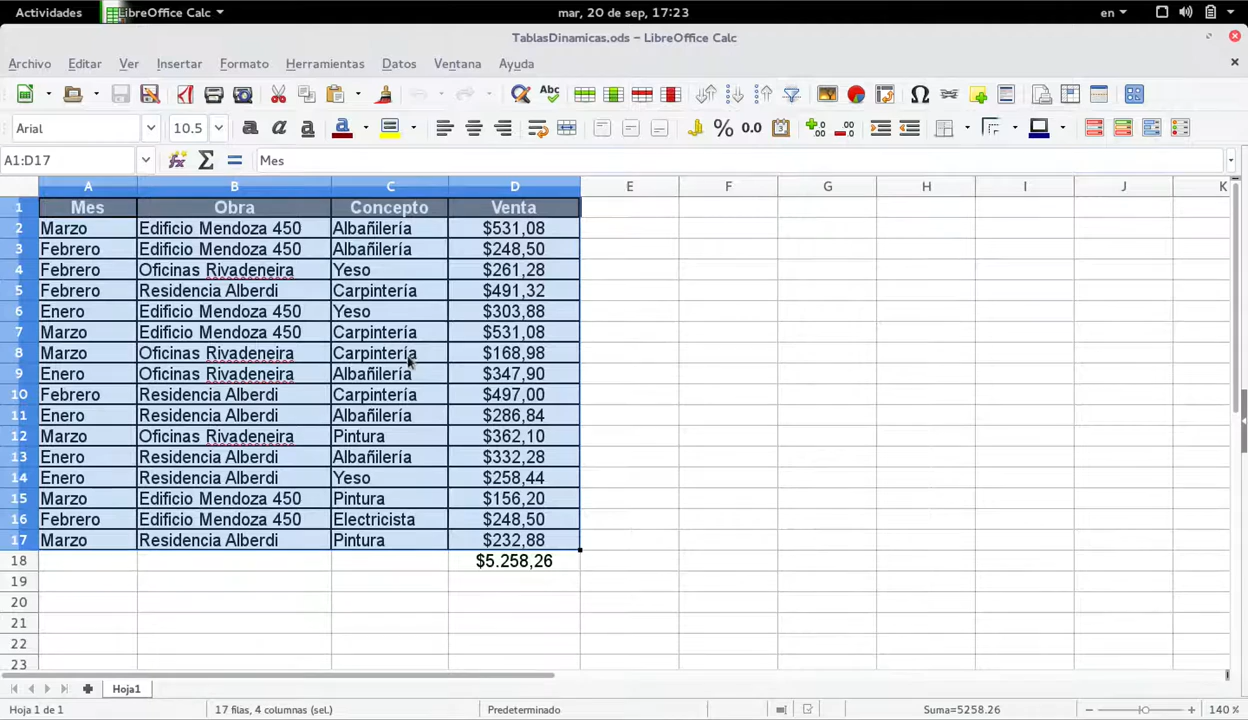 Actividades LibreOffice Calc mar, 20 de sep, 17:23 en
TablasDinamicas.ods – LibreOffice Calc
Archivo Editar Ver Insertar Formato Herramientas Datos Ventana Ayuda
Abc
Arial 10.5 a a a % 0.0
A1:D17 Mes
A B C D E F G H I J K
1 Mes Obra Concepto Venta
2 Marzo Edificio Mendoza 450 Albañilería $531,08
3 Febrero Edificio Mendoza 450 Albañilería $248,50
4 Febrero Oficinas Rivadeneira Yeso $261,28
5 Febrero Residencia Alberdi Carpintería $491,32
6 Enero Edificio Mendoza 450 Yeso $303,88
7 Marzo Edificio Mendoza 450 Carpintería $531,08
8 Marzo Oficinas Rivadeneira Carpintería $168,98
9 Enero Oficinas Rivadeneira Albañilería $347,90
10 Febrero Residencia Alberdi Carpintería $497,00
11 Enero Residencia Alberdi Albañilería $286,84
12 Marzo Oficinas Rivadeneira Pintura $362,10
13 Enero Residencia Alberdi Albañilería $332,28
14 Enero Residencia Alberdi Yeso $258,44
15 Marzo Edificio Mendoza 450 Pintura $156,20
16 Febrero Edificio Mendoza 450 Electricista $248,50
17 Marzo Residencia Alberdi Pintura $232,88
18 $5.258,26
19
20
21
22
23
Hoja1
Hoja 1 de 1 17 filas, 4 columnas (sel.) Predeterminado Suma=5258.26 140 %